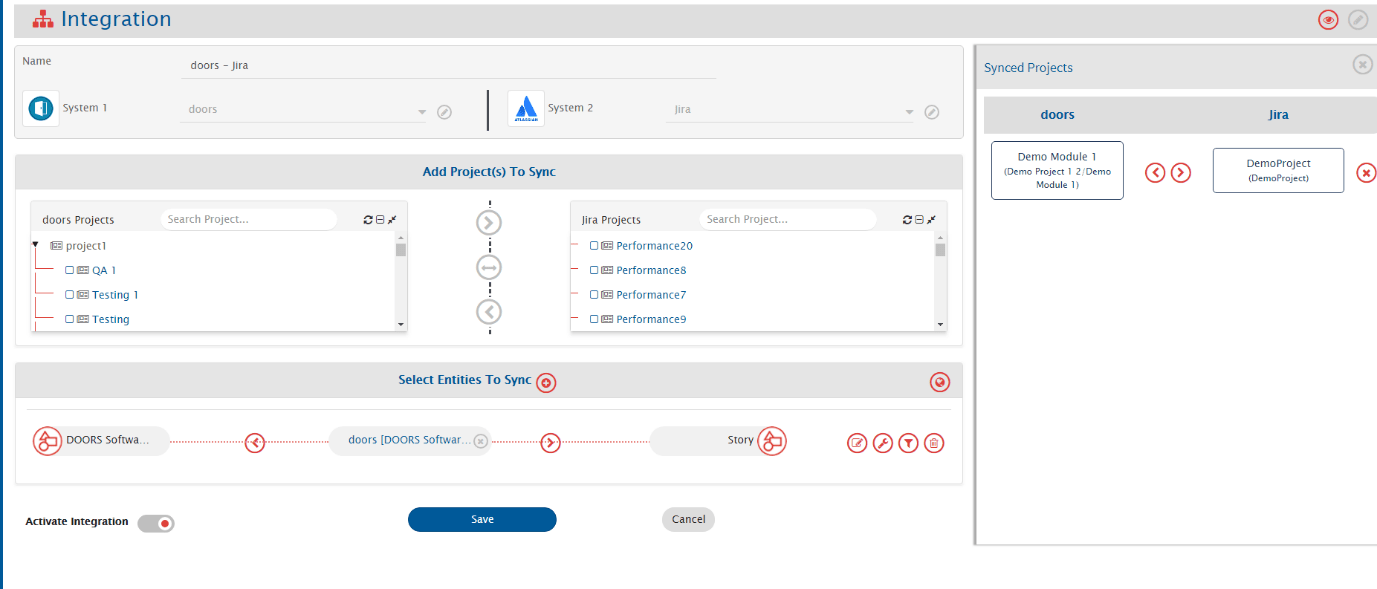 Integration
Name
doors - Jira
System 1
doors
ATLASSIAN
System 2
Jira
Add Project(s) To Sync
doors Projects
Search Project...
project1
QA 1
Testing 1
Testing
Jira Projects
Search Project...
Performance20
Performance8
Performance7
Performance9
Select Entities To Sync
DOORS Softwa...
doors [DOORS Softwar...
Story
Activate Integration
Save
Cancel
Synced Projects
doors
Jira
Demo Module 1
(Demo Project 1 2/Demo
Module 1)
DemoProject
(DemoProject)